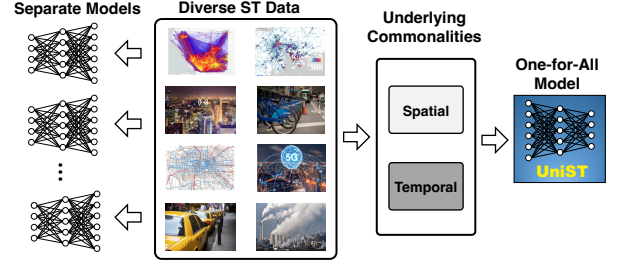 Separate Models
Diverse ST Data
Underlying
Commonalities
One-for-All
Model
Spatial
Temporal
5G
UniST